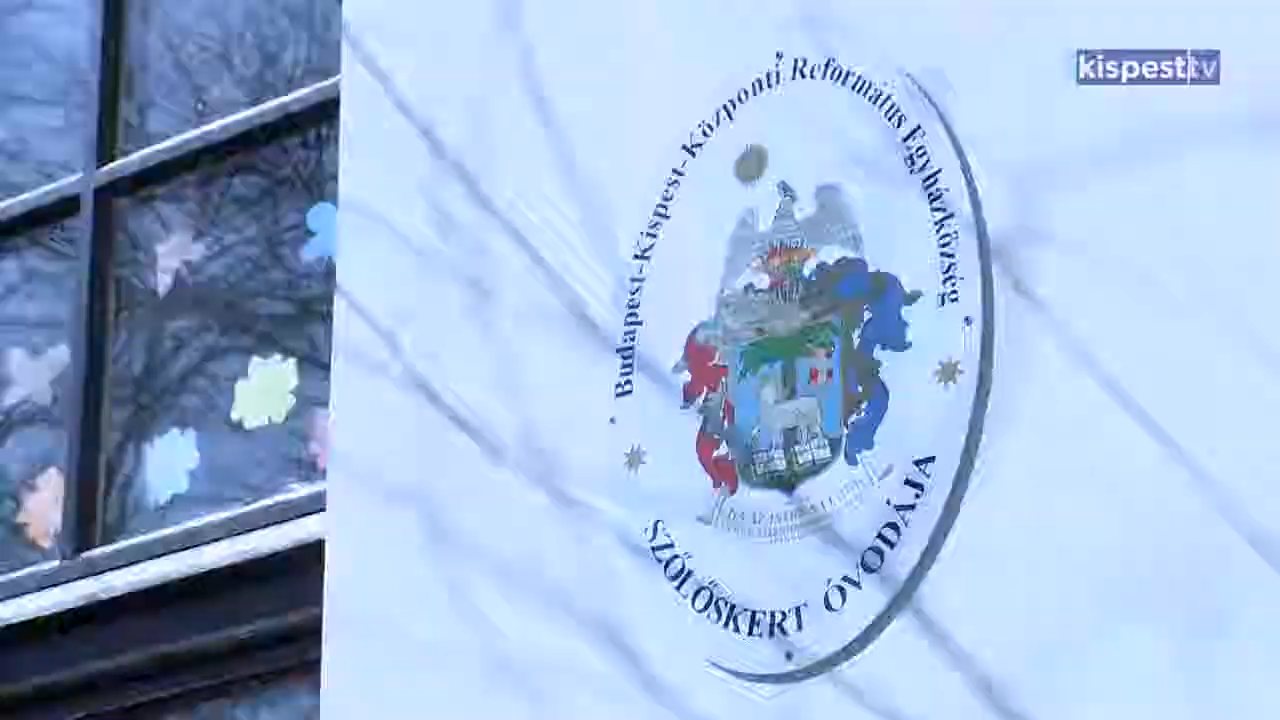 kispest tv
Budapest-Kispest-Központi Református Egyházközség
SZŐLŐSKERT ÓVODÁJA